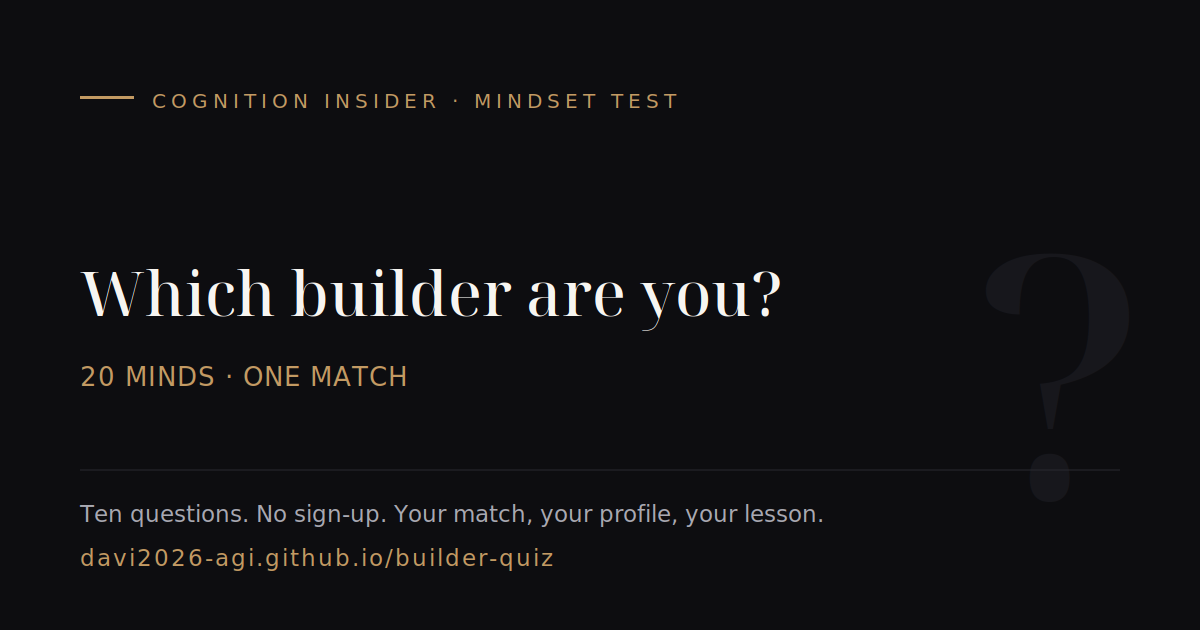 COGNITION INSIDER · MINDSET TEST
Which builder are you?
20 MINDS · ONE MATCH
?
Ten questions. No sign-up. Your match, your profile, your lesson.
davi2026-agi.github.io/builder-quiz